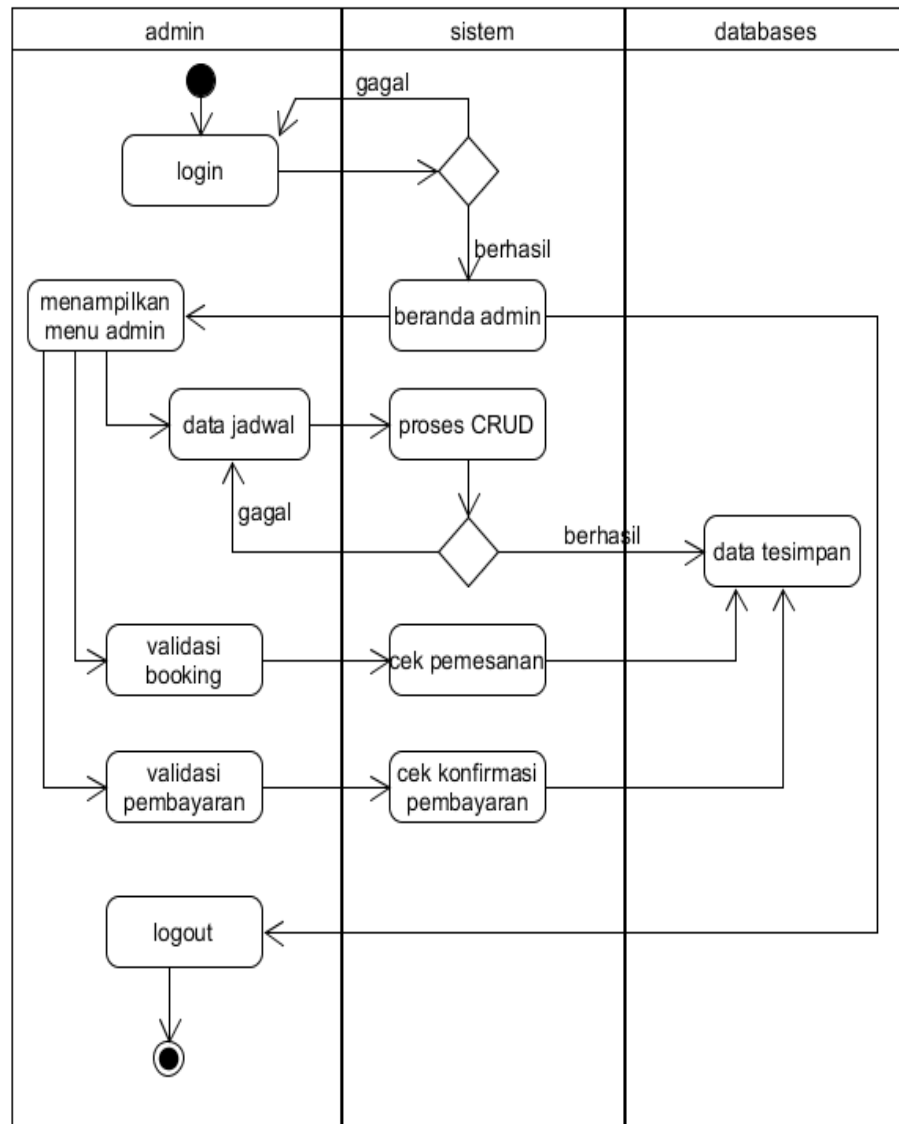 admin
sistem
databases
gagal
login
berhasil
menampilkan
menu admin
beranda admin
data jadwal
proses CRUD
gagal
berhasil
data tesimpan
validasi
booking
cek pemesanan
validasi
pembayaran
cek konfirmasi
pembayaran
logout